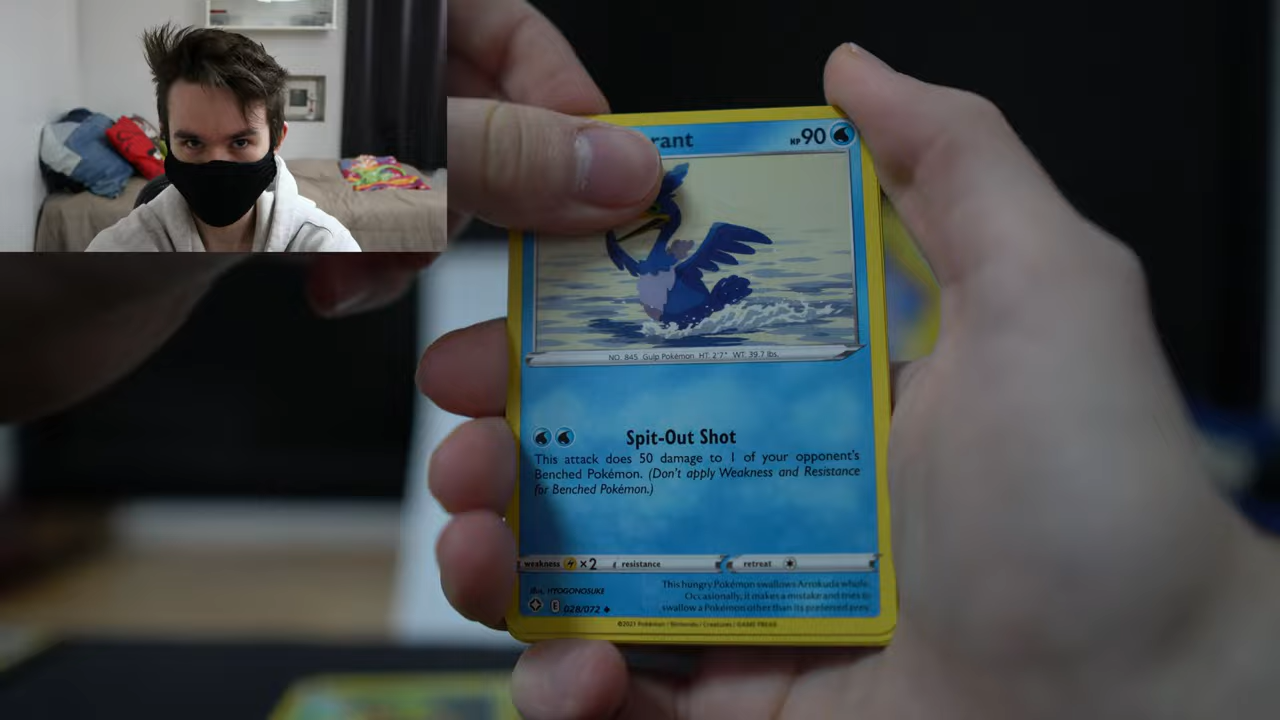 rant HP 90
NO. 845 Gulp Pokémon HT: 2'7" WT: 39.7 lbs.
Spit-Out Shot
This attack does 50 damage to 1 of your opponent's
Benched Pokémon. (Don't apply Weakness and Resistance
for Benched Pokémon.)
weakness ×2 resistance retreat
Illus. HYOGONOSUKE
E 028/072
This hungry Pokémon swallows Arrokuda whole.
Occasionally, it makes a mistake and tries to
swallow a Pokémon other than its preferred prey.
©2021 Pokémon / Nintendo / Creatures / GAME FREAK